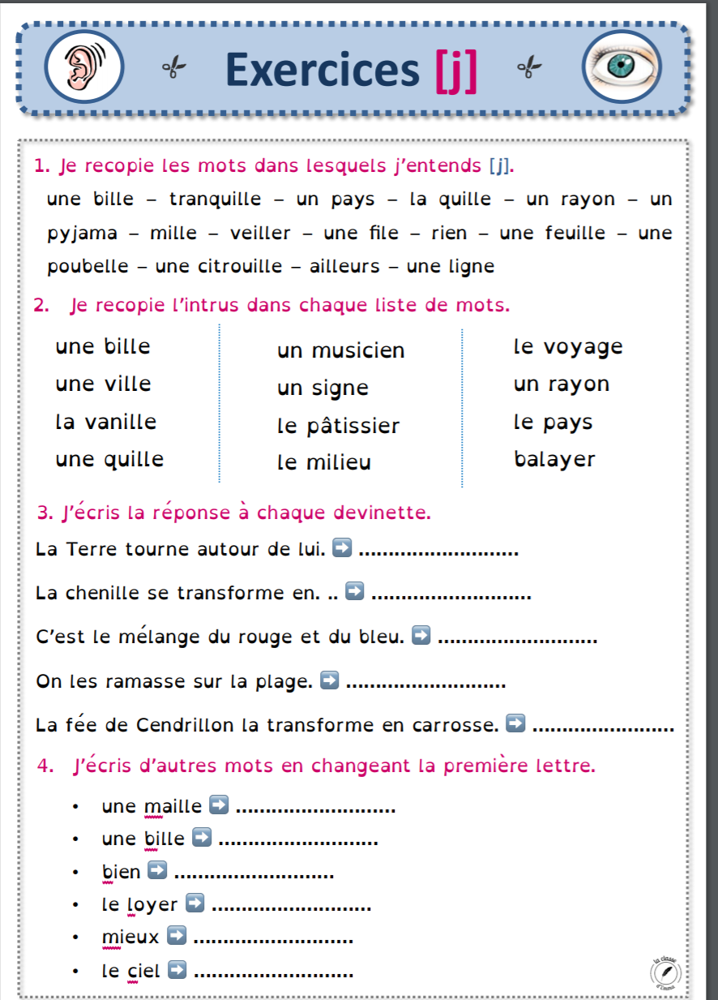 Exercices [j]
1. Je recopie les mots dans lesquels j'entends [j].
une bille – tranquille – un pays – la quille – un rayon – un
pyjama – mille – veiller – une file – rien – une feuille – une
poubelle – une citrouille – ailleurs – une ligne
2. Je recopie l'intrus dans chaque liste de mots.
une bille
une ville
la vanille
une quille
un musicien
un signe
le pâtissier
le milieu
le voyage
un rayon
le pays
balayer
3. J'écris la réponse à chaque devinette.
La Terre tourne autour de lui. ➡ ...........................
La chenille se transforme en. .. ➡ ...........................
C'est le mélange du rouge et du bleu. ➡ ...........................
On les ramasse sur la plage. ➡ ...........................
La fée de Cendrillon la transforme en carrosse. ➡ ........................
4. J'écris d'autres mots en changeant la première lettre.
• une maille ➡ ...........................
• une bille ➡ ...........................
• bien ➡ ...........................
• le loyer ➡ ...........................
• mieux ➡ ...........................
• le ciel ➡ ...........................
la classe
d'Emma